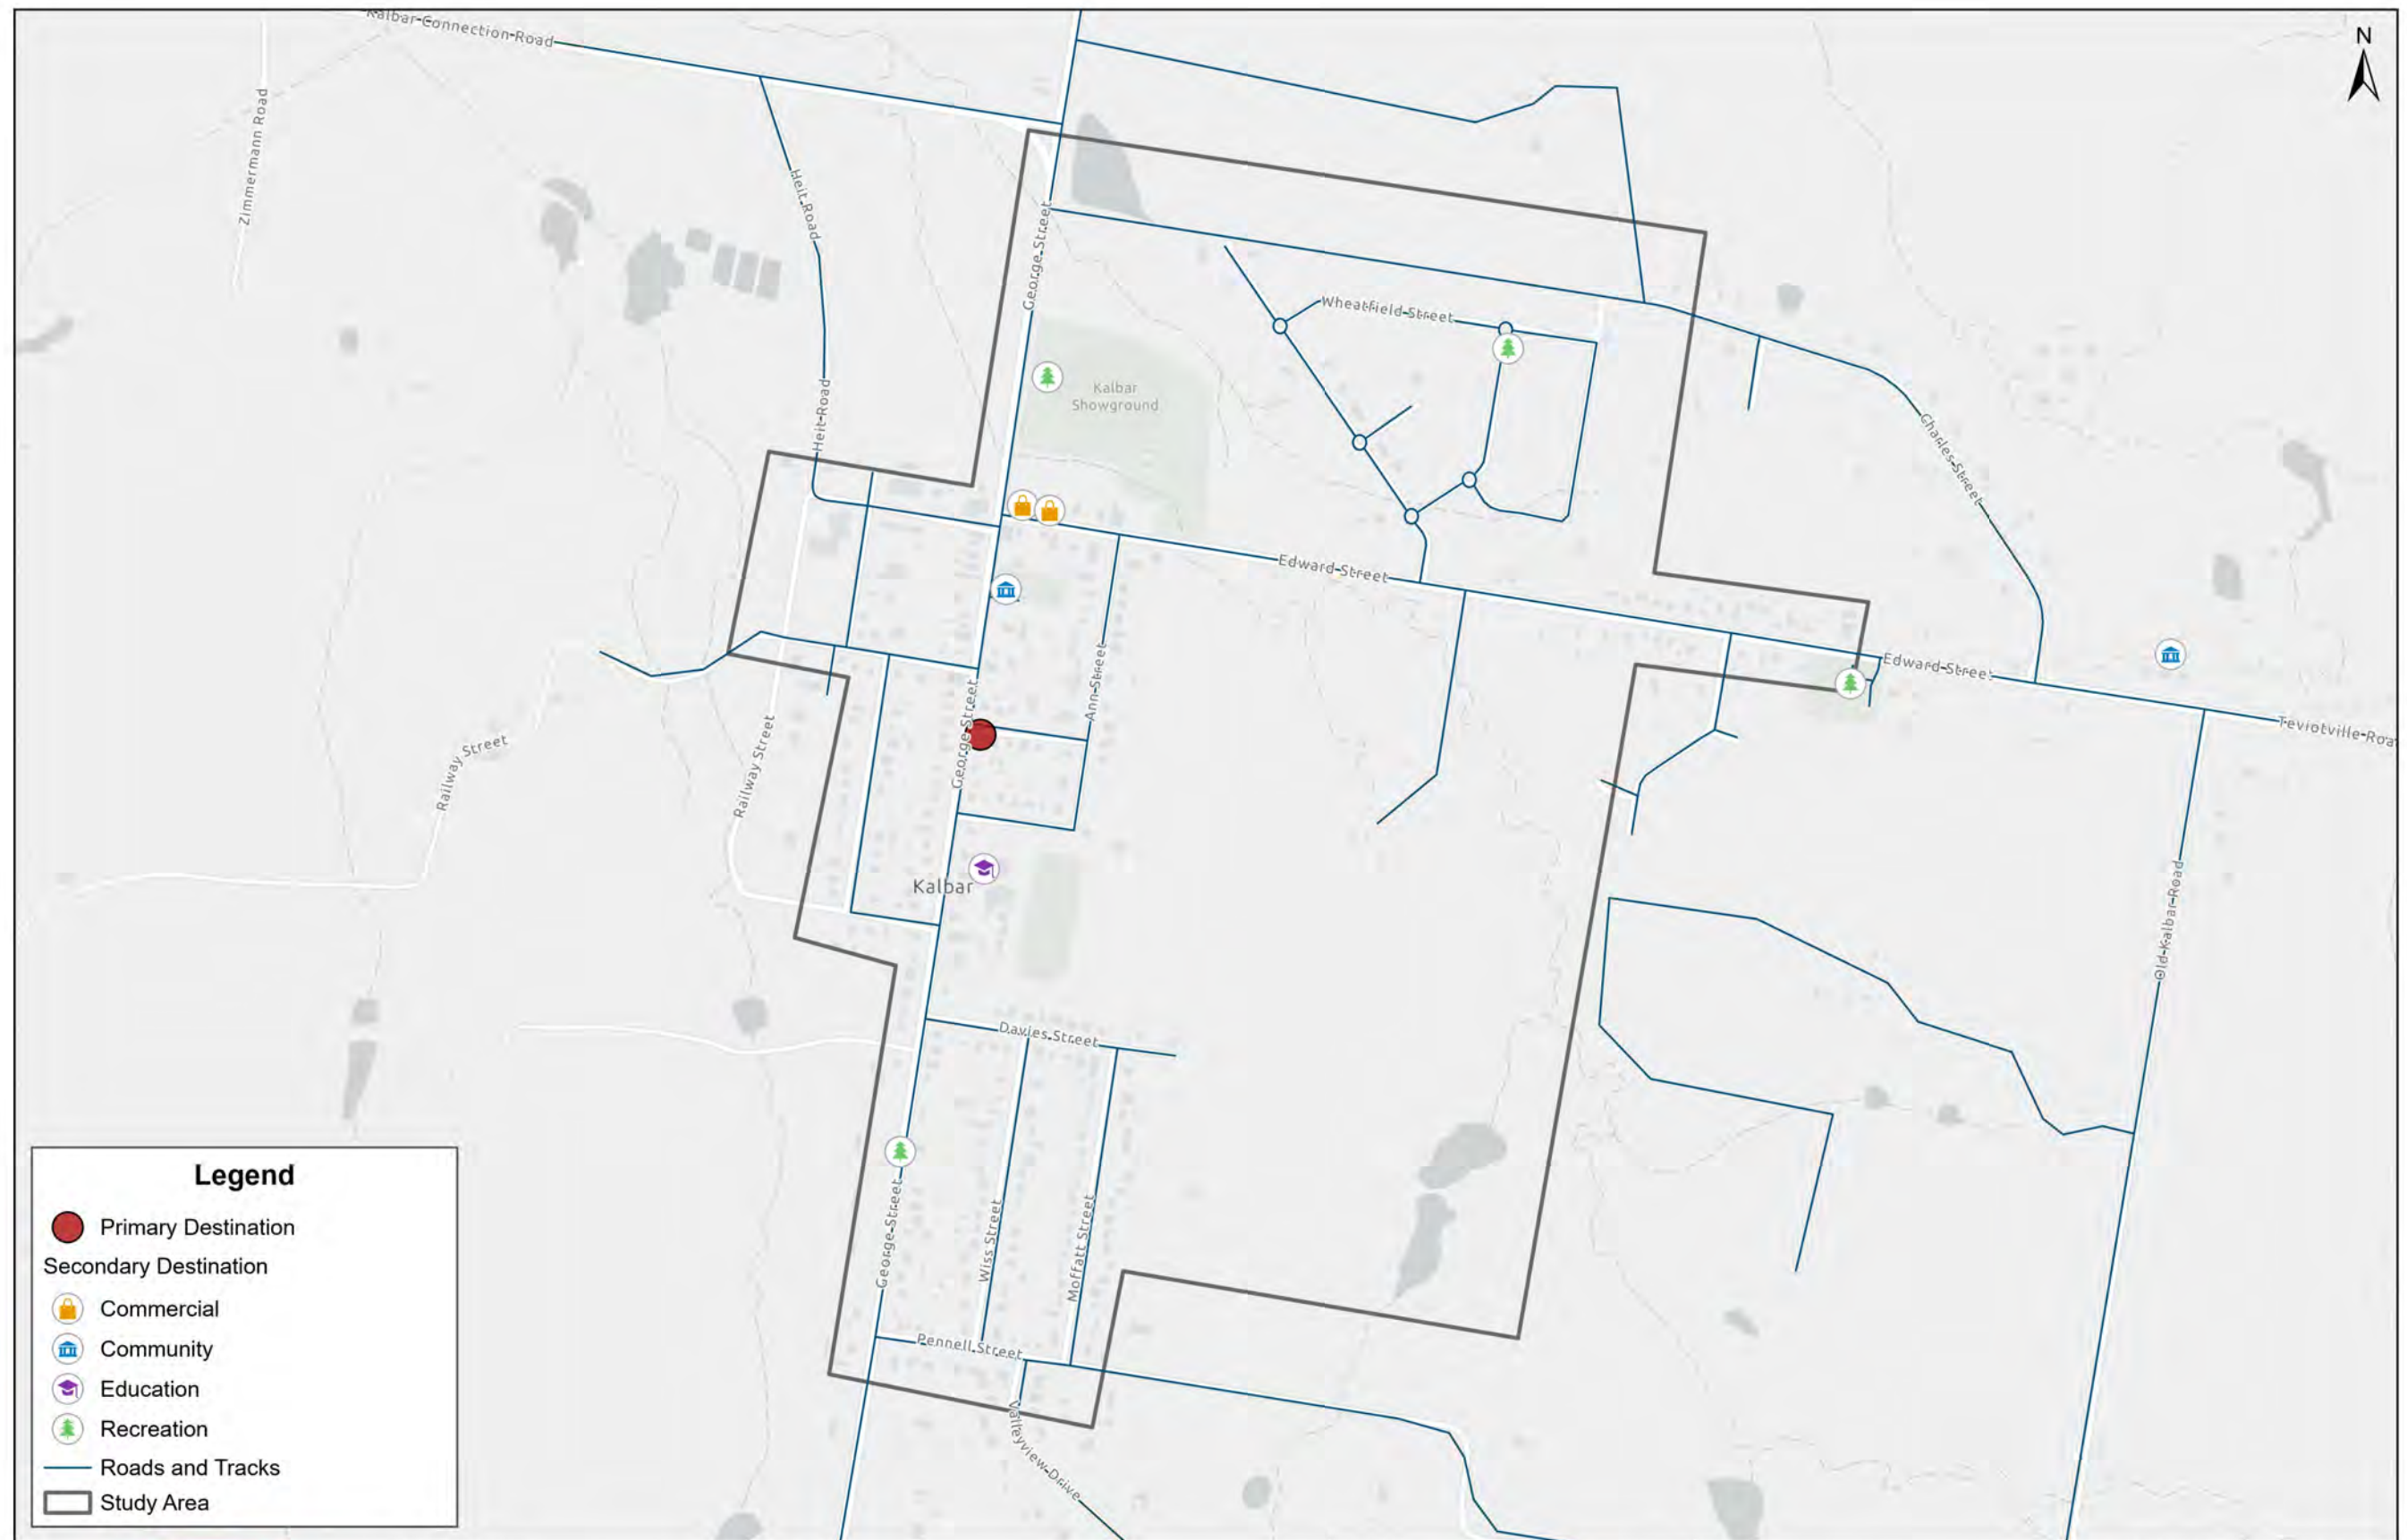 Kalbar-Connection-Road
N
Zimmermann Road
Heit Road
George-Street
Wheatfield-Street
Kalbar
Showground
Heit-Road
Charles-Street
Edward-Street
Ann-Street
Edward-Street
Teviotville-Roa
George-Street
Railway Street
Railway Street
Kalbar
Old-Kalbar-Road
Davies-Street
George-Street
Wiss Street
Moffatt Street
Pennell-Street
Valleyview-Drive
Legend
Primary Destination
Secondary Destination
Commercial
Community
Education
Recreation
Roads and Tracks
Study Area